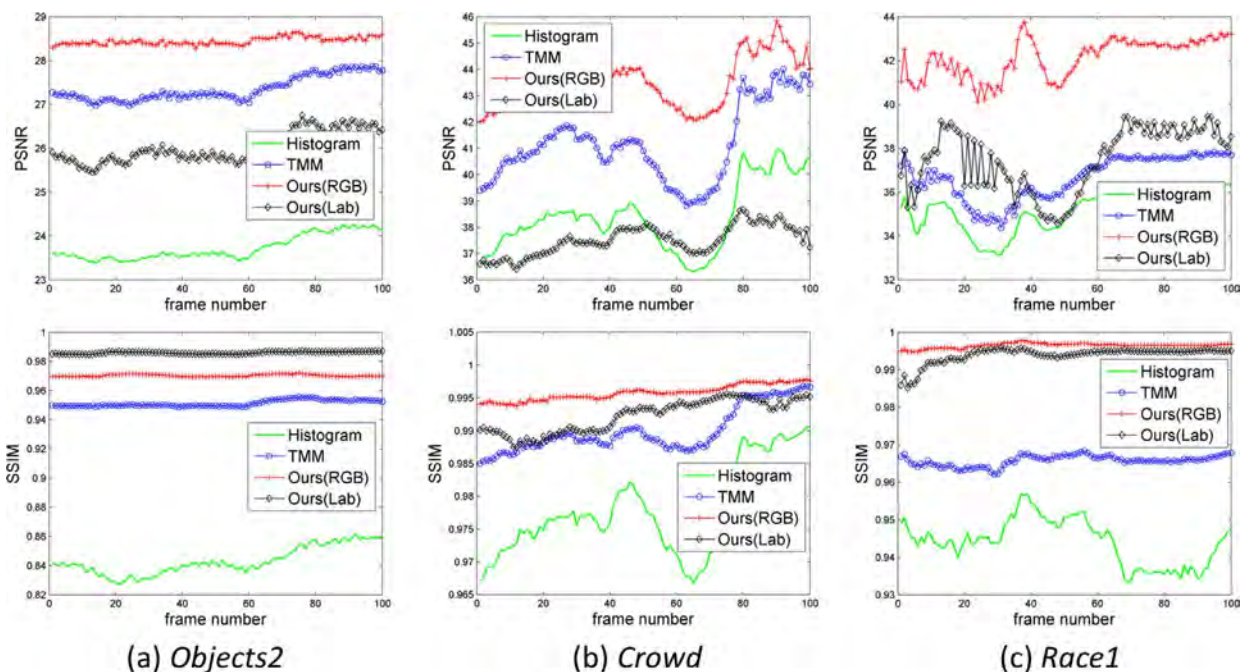 29
28
27
26
25
24
23
PSNR
0
20
40
60
80
100
frame number
Histogram
TMM
Ours(RGB)
Ours(Lab)
46
45
44
43
42
41
40
39
38
37
36
PSNR
0
20
40
60
80
100
frame number
Histogram
TMM
Ours(RGB)
Ours(Lab)
44
42
40
38
36
34
32
PSNR
0
20
40
60
80
100
frame number
Histogram
TMM
Ours(RGB)
Ours(Lab)
1
0.98
0.96
0.94
0.92
0.9
0.88
0.86
0.84
0.82
SSIM
0
20
40
60
80
100
frame number
Histogram
TMM
Ours(RGB)
Ours(Lab)
1.005
1
0.995
0.99
0.985
0.98
0.975
0.97
0.965
SSIM
0
20
40
60
80
100
frame number
Histogram
TMM
Ours(RGB)
Ours(Lab)
1
0.99
0.98
0.97
0.96
0.95
0.94
0.93
SSIM
0
20
40
60
80
100
frame number
Histogram
TMM
Ours(RGB)
Ours(Lab)
(a) Objects2
(b) Crowd
(c) Race1